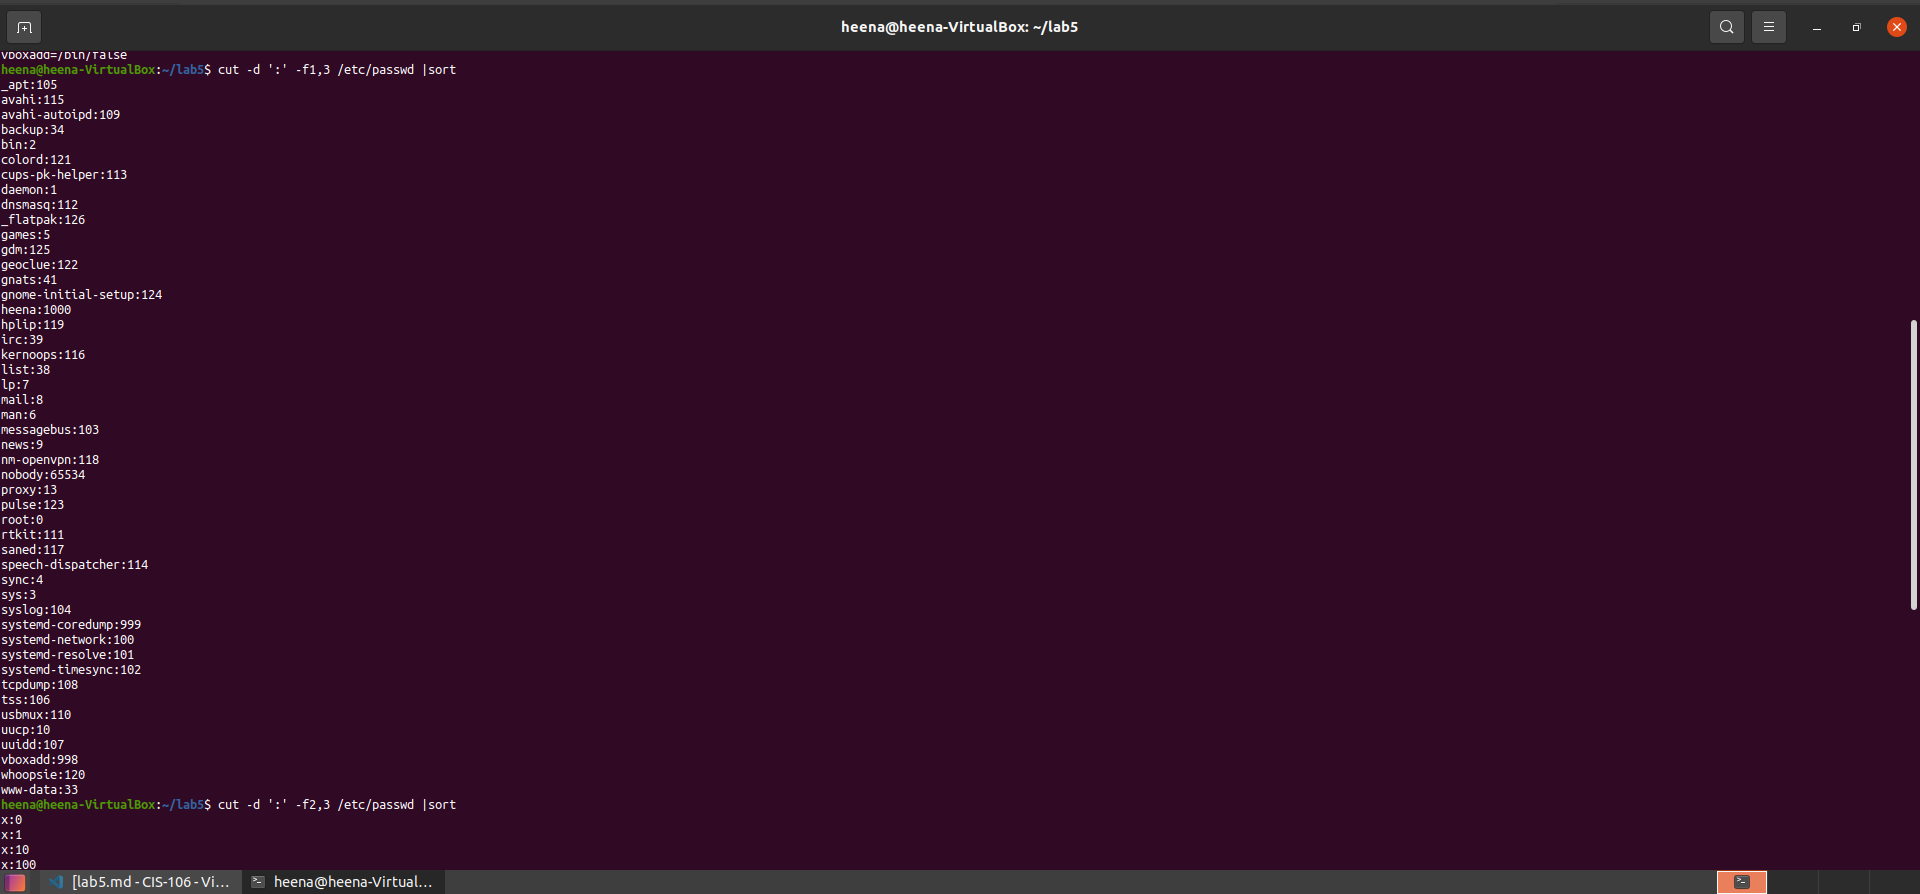 heena@heena-VirtualBox: ~/lab5
vboxadd=/bin/false
heena@heena-VirtualBox:~/lab5$ cut -d ':' -f1,3 /etc/passwd |sort
_apt:105
avahi:115
avahi-autoipd:109
backup:34
bin:2
colord:121
cups-pk-helper:113
daemon:1
dnsmasq:112
_flatpak:126
games:5
gdm:125
geoclue:122
gnats:41
gnome-initial-setup:124
heena:1000
hplip:119
irc:39
kernoops:116
list:38
lp:7
mail:8
man:6
messagebus:103
news:9
nm-openvpn:118
nobody:65534
proxy:13
pulse:123
root:0
rtkit:111
saned:117
speech-dispatcher:114
sync:4
sys:3
syslog:104
systemd-coredump:999
systemd-network:100
systemd-resolve:101
systemd-timesync:102
tcpdump:108
tss:106
usbmux:110
uucp:10
uuidd:107
vboxadd:998
whoopsie:120
www-data:33
heena@heena-VirtualBox:~/lab5$ cut -d ':' -f2,3 /etc/passwd |sort
x:0
x:1
x:10
x:100
[lab5.md - CIS-106 - Vi... heena@heena-Virtual...